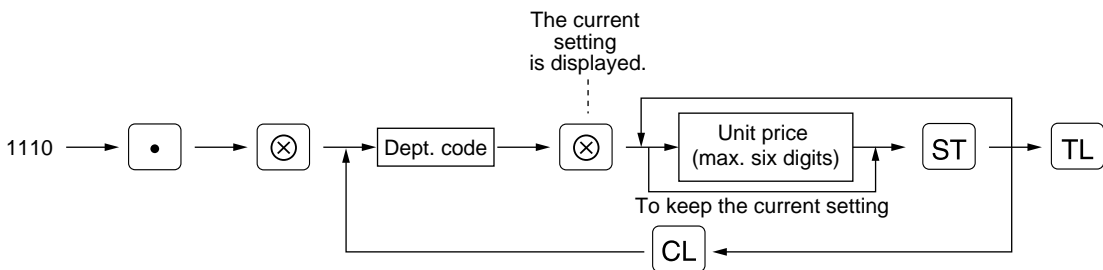 The current
setting
is displayed.
1110
•
⊗
Dept. code
⊗
Unit price
(max. six digits)
ST
TL
To keep the current setting
CL